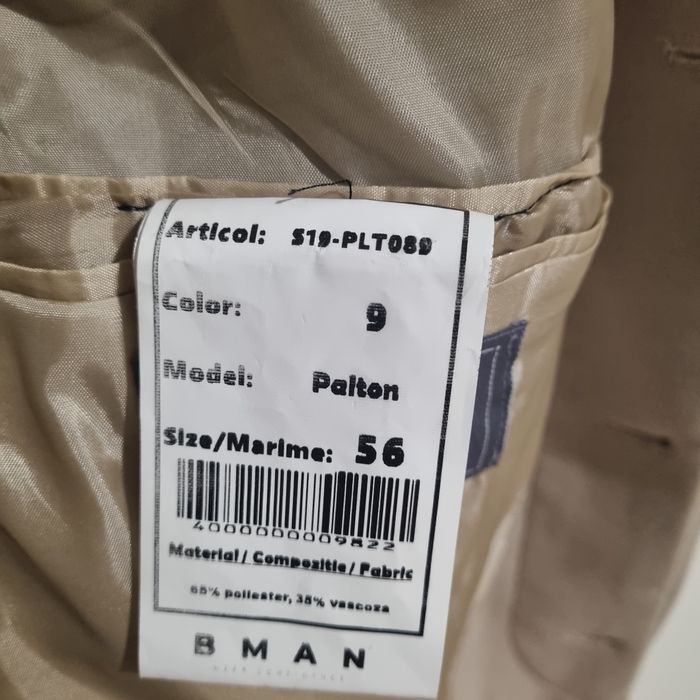 Articol: S19-PLT089
Color: 9
Model: Palton
Size/Marime: 56
4000000009822
Material/ Compozitie/ Fabric
65% poliester, 35% vascoza
BMAN